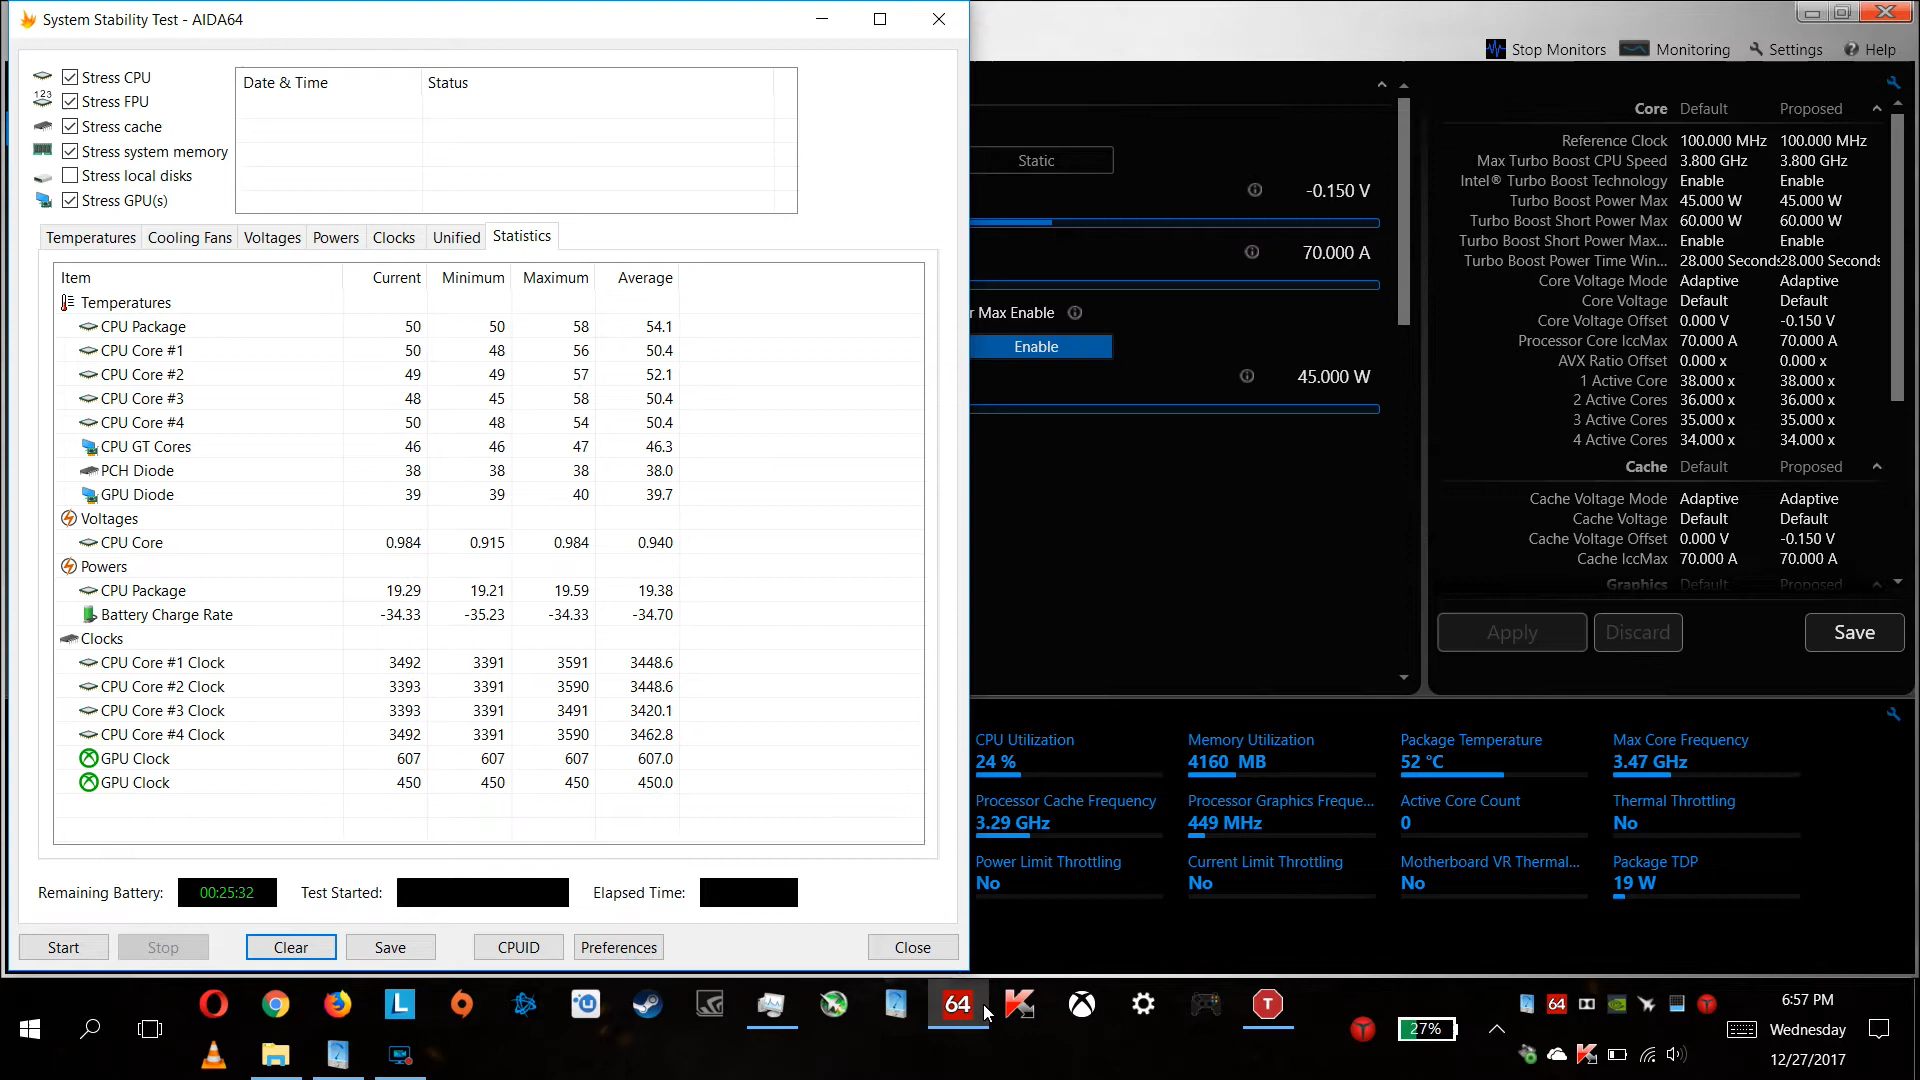 System Stability Test - AIDA64
Stress CPU
Stress FPU
Stress cache
Stress system memory
Stress local disks
Stress GPU(s)
Date & Time Status
Temperatures Cooling Fans Voltages Powers Clocks Unified Statistics
Item Current Minimum Maximum Average
Temperatures
CPU Package 50 50 58 54.1
CPU Core #1 50 48 56 50.4
CPU Core #2 49 49 57 52.1
CPU Core #3 48 45 58 50.4
CPU Core #4 50 48 54 50.4
CPU GT Cores 46 46 47 46.3
PCH Diode 38 38 38 38.0
GPU Diode 39 39 40 39.7
Voltages
CPU Core 0.984 0.915 0.984 0.940
Powers
CPU Package 19.29 19.21 19.59 19.38
Battery Charge Rate -34.33 -35.23 -34.33 -34.70
Clocks
CPU Core #1 Clock 3492 3391 3591 3448.6
CPU Core #2 Clock 3393 3391 3590 3448.6
CPU Core #3 Clock 3393 3391 3491 3420.1
CPU Core #4 Clock 3492 3391 3590 3462.8
GPU Clock 607 607 607 607.0
GPU Clock 450 450 450 450.0
Remaining Battery: 00:25:32 Test Started: Elapsed Time:
Start Stop Clear Save CPUID Preferences Close
Stop Monitors Monitoring Settings Help
Static
-0.150 V
70.000 A
r Max Enable
Enable
45.000 W
Core Default Proposed
Reference Clock 100.000 MHz 100.000 MHz
Max Turbo Boost CPU Speed 3.800 GHz 3.800 GHz
Intel® Turbo Boost Technology Enable Enable
Turbo Boost Power Max 45.000 W 45.000 W
Turbo Boost Short Power Max 60.000 W 60.000 W
Turbo Boost Short Power Max... Enable Enable
Turbo Boost Power Time Win... 28.000 Seconds 28.000 Seconds
Core Voltage Mode Adaptive Adaptive
Core Voltage Default Default
Core Voltage Offset 0.000 V -0.150 V
Processor Core IccMax 70.000 A 70.000 A
AVX Ratio Offset 0.000 x 0.000 x
1 Active Core 38.000 x 38.000 x
2 Active Cores 36.000 x 36.000 x
3 Active Cores 35.000 x 35.000 x
4 Active Cores 34.000 x 34.000 x
Cache Default Proposed
Cache Voltage Mode Adaptive Adaptive
Cache Voltage Default Default
Cache Voltage Offset 0.000 V -0.150 V
Cache IccMax 70.000 A 70.000 A
Graphics Default Proposed
Apply Discard Save
CPU Utilization Memory Utilization Package Temperature Max Core Frequency
24 % 4160 MB 52 °C 3.47 GHz
Processor Cache Frequency Processor Graphics Freque... Active Core Count Thermal Throttling
3.29 GHz 449 MHz 0 No
Power Limit Throttling Current Limit Throttling Motherboard VR Thermal... Package TDP
No No No 19 W
64
27%
64
6:57 PM
Wednesday
12/27/2017